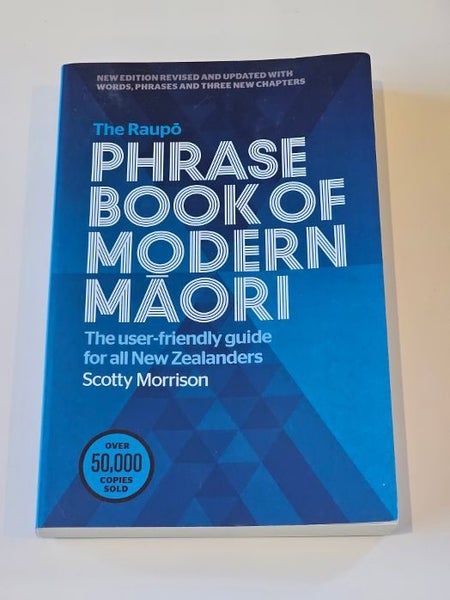 NEW EDITION REVISED AND UPDATED WITH
WORDS, PHRASES AND THREE NEW CHAPTERS
The Raupō
PHRASE
BOOK OF
MODERN
MĀORI
The user-friendly guide
for all New Zealanders
Scotty Morrison
OVER
50,000
COPIES
SOLD